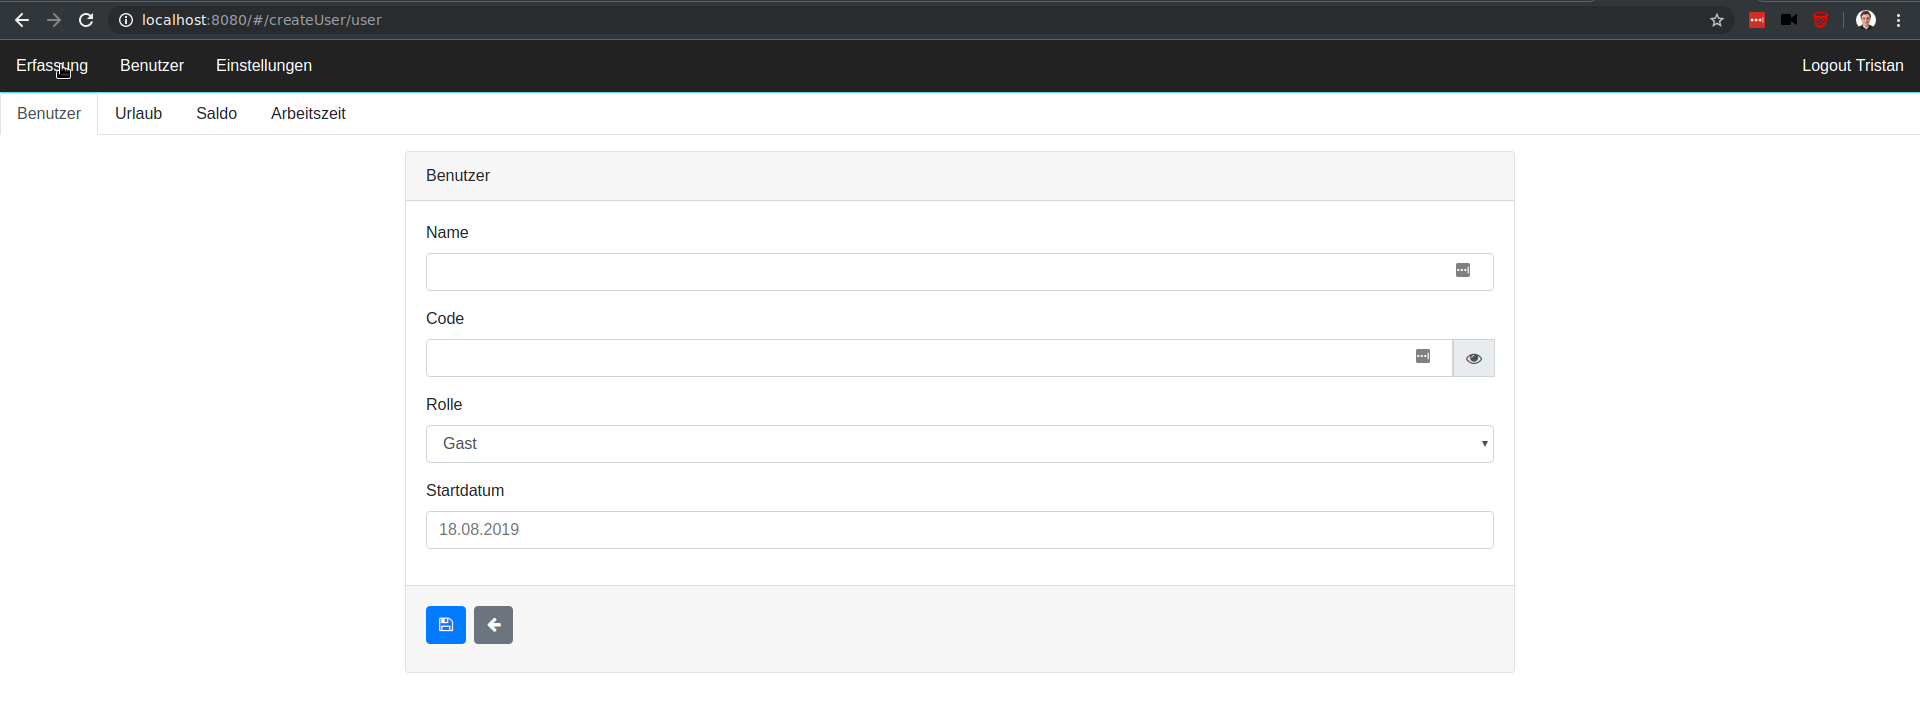 localhost:8080/#/createUser/user
Erfassung Benutzer Einstellungen Logout Tristan
Benutzer Urlaub Saldo Arbeitszeit
Benutzer
Name
Code
Rolle
Gast
Startdatum
18.08.2019